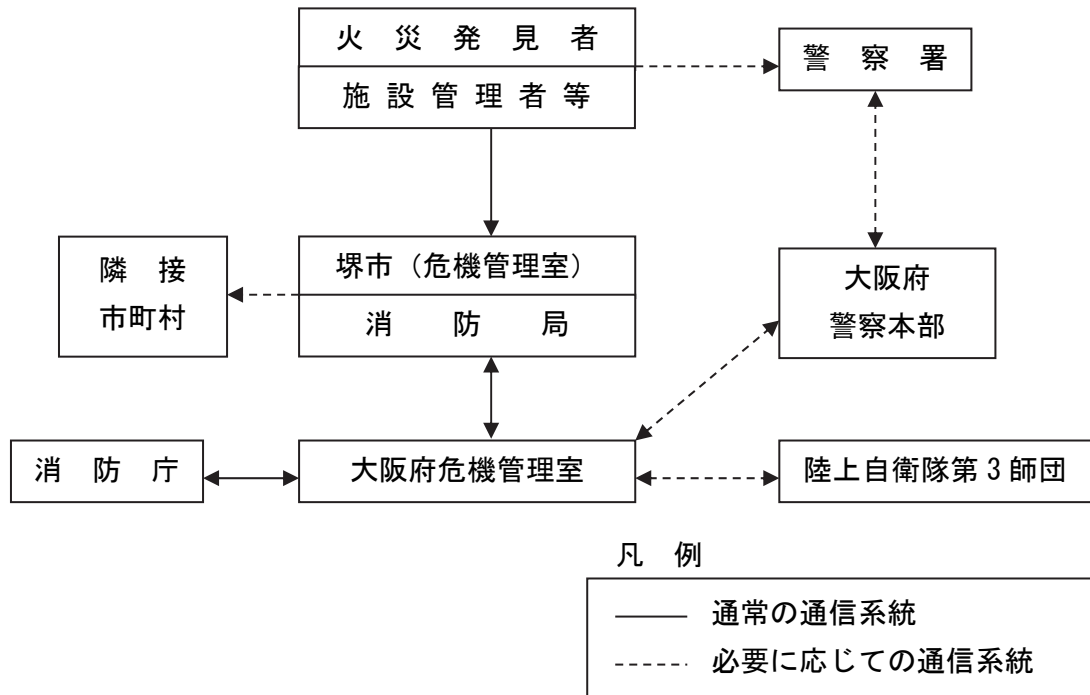 火災発見者
施設管理者等
警察署
隣接
市町村
堺市（危機管理室）
消防局
大阪府
警察本部
消防庁
大阪府危機管理室
陸上自衛隊第３師団
凡例
通常の通信系統
必要に応じての通信系統